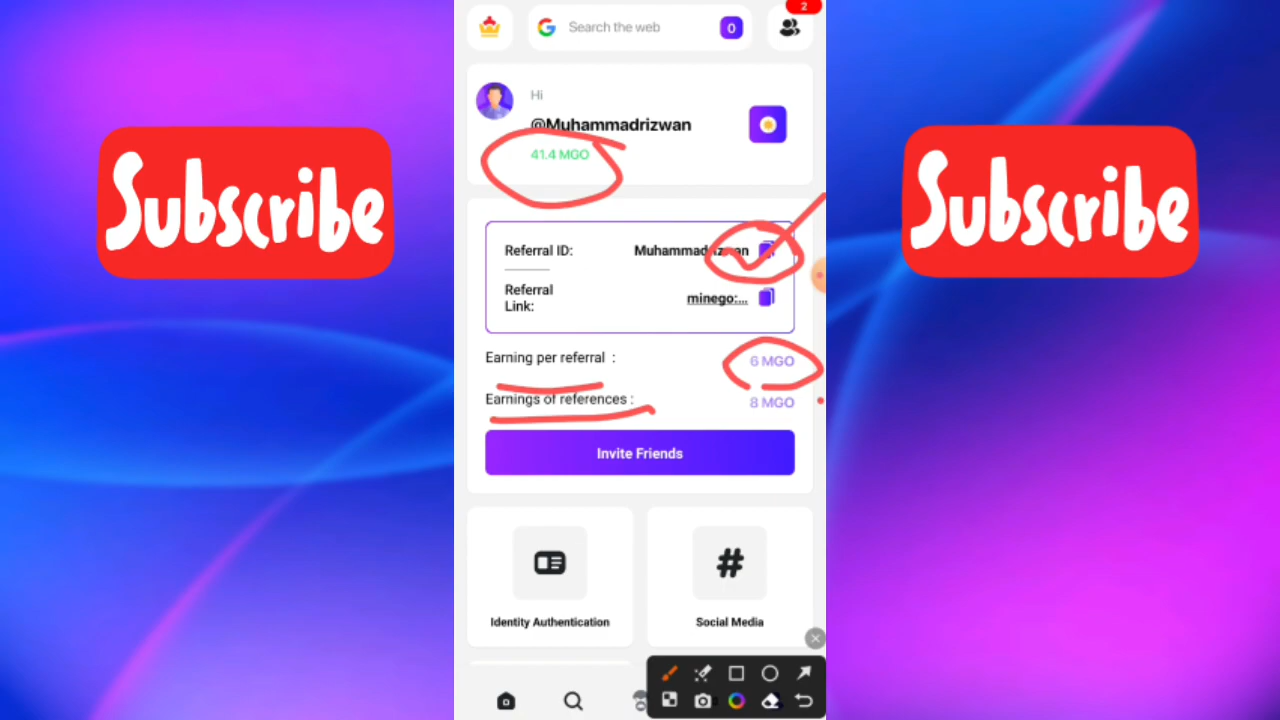 2
Search the web
0
Subscribe
Subscribe
Hi
@Muhammadrizwan
41.4 MGO
Referral ID: Muhammadrizwan
Referral
Link: minego:...
Earning per referral : 6 MGO
Earnings of references : 8 MGO
Invite Friends
#
Identity Authentication
Social Media